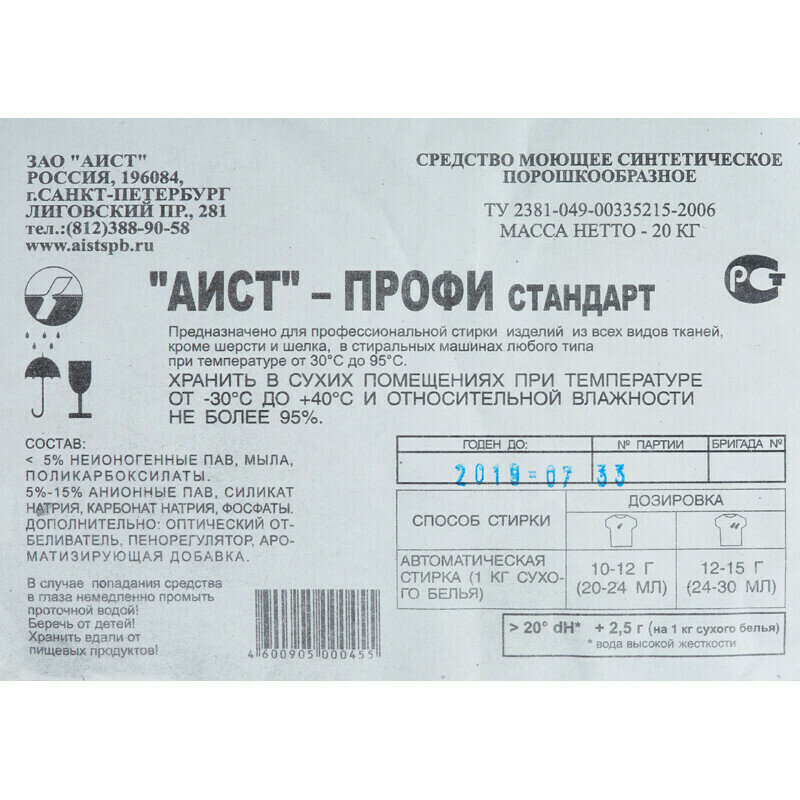 ЗАО "АИСТ"
РОССИЯ, 196084,
г.САНКТ-ПЕТЕРБУРГ
ЛИГОВСКИЙ ПР., 281
тел.:(812)388-90-58
www.aistspb.ru
СРЕДСТВО МОЮЩЕЕ СИНТЕТИЧЕСКОЕ
ПОРОШКООБРАЗНОЕ
ТУ 2381-049-00335215-2006
МАССА НЕТТО - 20 КГ
"АИСТ" – ПРОФИ СТАНДАРТ
РСТ
Предназначено для профессиональной стирки изделий из всех видов тканей,
кроме шерсти и шелка, в стиральных машинах любого типа
при температуре от 30°С до 95°С.
ХРАНИТЬ В СУХИХ ПОМЕЩЕНИЯХ ПРИ ТЕМПЕРАТУРЕ
ОТ -30°С ДО +40°С И ОТНОСИТЕЛЬНОЙ ВЛАЖНОСТИ
НЕ БОЛЕЕ 95%.
СОСТАВ:
< 5% НЕИОНОГЕННЫЕ ПАВ, МЫЛА,
ПОЛИКАРБОКСИЛАТЫ.
5%-15% АНИОННЫЕ ПАВ, СИЛИКАТ
НАТРИЯ, КАРБОНАТ НАТРИЯ, ФОСФАТЫ.
ДОПОЛНИТЕЛЬНО: ОПТИЧЕСКИЙ ОТ-
БЕЛИВАТЕЛЬ, ПЕНОРЕГУЛЯТОР, АРО-
МАТИЗИРУЮЩАЯ ДОБАВКА.
В случае попадания средства
в глаза немедленно промыть
проточной водой!
Беречь от детей!
Хранить вдали от
пищевых продуктов!
4600905000455
ГОДЕН ДО: № ПАРТИИ БРИГАДА №
2019-07 33
СПОСОБ СТИРКИ ДОЗИРОВКА
АВТОМАТИЧЕСКАЯ
СТИРКА (1 КГ СУХО-
ГО БЕЛЬЯ)
10-12 Г
(20-24 МЛ)
12-15 Г
(24-30 МЛ)
> 20° dH* + 2,5 г (на 1 кг сухого белья)
* вода высокой жесткости